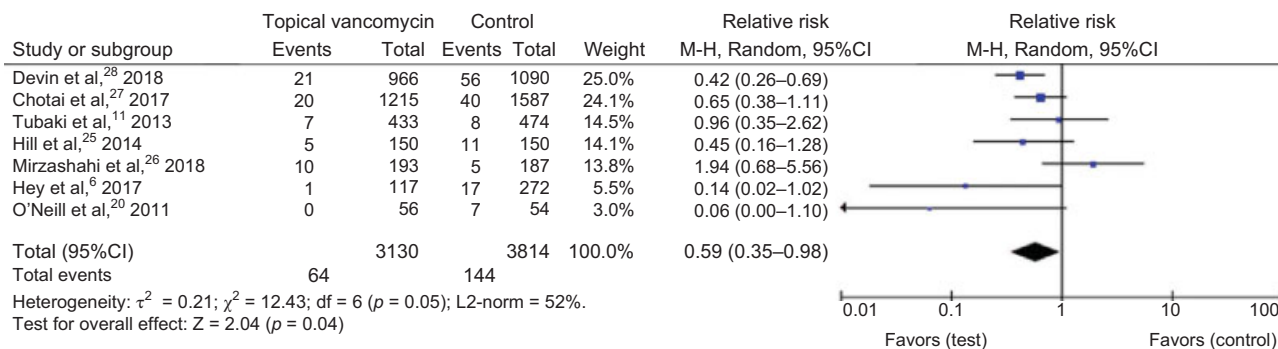 Topical vancomycin Control Relative risk Relative risk
Study or subgroup Events Total Events Total Weight M-H, Random, 95%CI M-H, Random, 95%CI
Devin et al,28 2018 21 966 56 1090 25.0% 0.42 (0.26–0.69)
Chotai et al,27 2017 20 1215 40 1587 24.1% 0.65 (0.38–1.11)
Tubaki et al,11 2013 7 433 8 474 14.5% 0.96 (0.35–2.62)
Hill et al,25 2014 5 150 11 150 14.1% 0.45 (0.16–1.28)
Mirzashahi et al,26 2018 10 193 5 187 13.8% 1.94 (0.68–5.56)
Hey et al,6 2017 1 117 17 272 5.5% 0.14 (0.02–1.02)
O'Neill et al,20 2011 0 56 7 54 3.0% 0.06 (0.00–1.10)
Total (95%CI) 3130 3814 100.0% 0.59 (0.35–0.98)
Total events 64 144
Heterogeneity: τ2 = 0.21; χ2 = 12.43; df = 6 (p = 0.05); L2-norm = 52%.
Test for overall effect: Z = 2.04 (p = 0.04)
0.01 0.1 1 10 100
Favors (test) Favors (control)